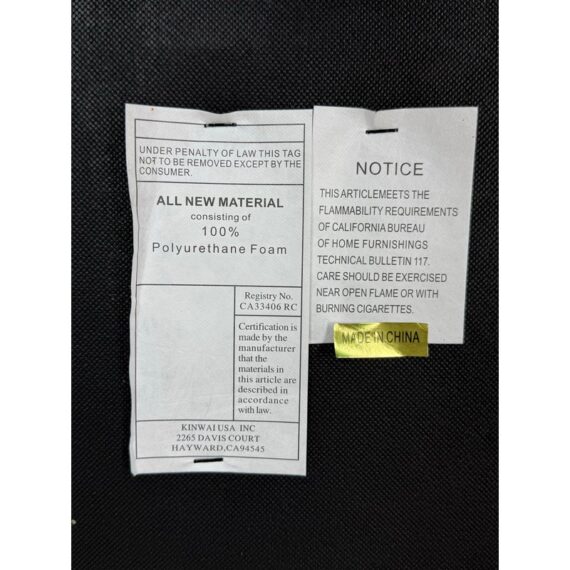 UNDER PENALTY OF LAW THIS TAG
NOT TO BE REMOVED EXCEPT BY THE
CONSUMER.
ALL NEW MATERIAL
consisting of
100%
Polyurethane Foam
Registry No.
CA33406 RC
Certification is
made by the
manufacturer
that the
materials in
this article are
described in
accordance
with law.
KINWAI USA INC
2265 DAVIS COURT
HAYWARD,CA94545
NOTICE
THIS ARTICLEMEETS THE
FLAMMABILITY REQUIREMENTS
OF CALIFORNIA BUREAU
OF HOME FURNISHINGS
TECHNICAL BULLETIN 117.
CARE SHOULD BE EXERCISED
NEAR OPEN FLAME OR WITH
BURNING CIGARETTES.
MADE IN CHINA